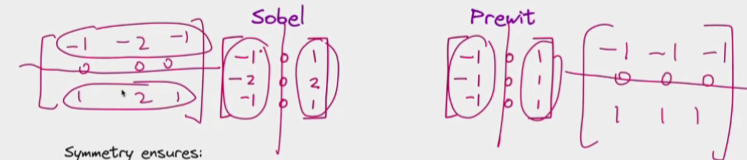 Sobel Prewit
-1 -2 -1 -1 0 1 -1 0 1 -1 -1 -1
0 0 0 -2 0 2 -1 0 1 0 0 0
1 2 1 -1 0 1 -1 0 1 1 1 1
Symmetry ensures: